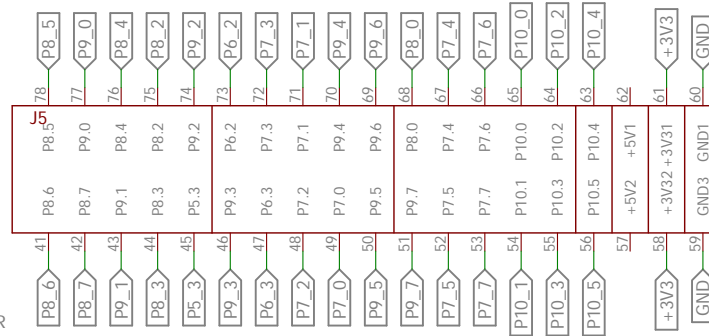 P8_5 P9_0 P8_4 P8_2 P9_2 P6_2 P7_3 P7_1 P9_4 P9_6 P8_0 P7_4 P7_6 P10_0 P10_2 P10_4 +3V3 GND
78 77 76 75 74 73 72 71 70 69 68 67 66 65 64 63 62 61 60
J5
P8.5 P9.0 P8.4 P8.2 P9.2 P6.2 P7.3 P7.1 P9.4 P9.6 P8.0 P7.4 P7.6 P10.0 P10.2 P10.4 +5V1 +3V31 GND1
P8.6 P8.7 P9.1 P8.3 P5.3 P9.3 P6.3 P7.2 P7.0 P9.5 P9.7 P7.5 P7.7 P10.1 P10.3 P10.5 +5V2 +3V32 GND3
41 42 43 44 45 46 47 48 49 50 51 52 53 54 55 56 57 58 59
P8_6 P8_7 P9_1 P8_3 P5_3 P9_3 P6_3 P7_2 P7_0 P9_5 P9_7 P7_5 P7_7 P10_1 P10_3 P10_5 +3V3 GND
R